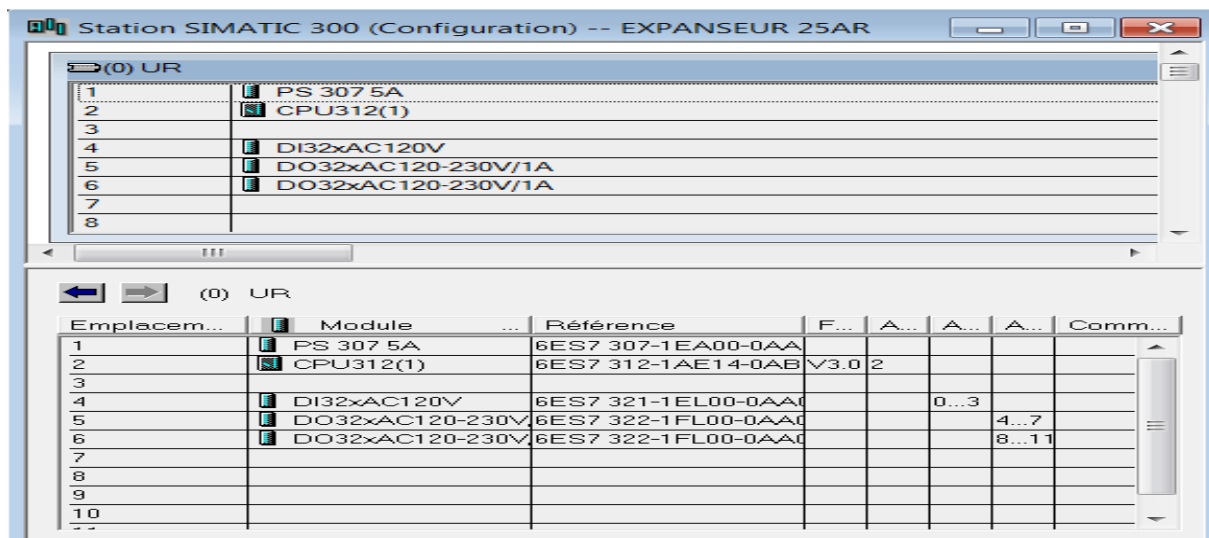 Station SIMATIC 300 (Configuration) -- EXPANSEUR 25AR
(0) UR
1 PS 307 5A
2 CPU312(1)
3
4 DI32xAC120V
5 DO32xAC120-230V/1A
6 DO32xAC120-230V/1A
7
8
(0) UR
Emplacem... Module ... Référence F... A... A... A... Comm...
1 PS 307 5A 6ES7 307-1EA00-0AA
2 CPU312(1) 6ES7 312-1AE14-0AB V3.0 2
3
4 DI32xAC120V 6ES7 321-1EL00-0AA0 0...3
5 DO32xAC120-230V 6ES7 322-1FL00-0AA0 4...7
6 DO32xAC120-230V 6ES7 322-1FL00-0AA0 8...11
7
8
9
10